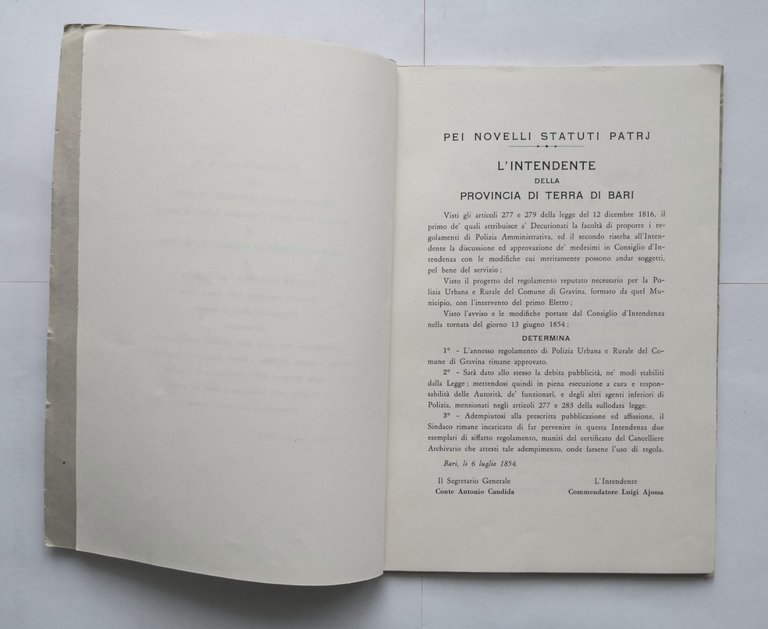 PEI NOVELLI STATUTI PATRJ
L'INTENDENTE
DELLA
PROVINCIA DI TERRA DI BARI
Visti gli articoli 277 e 279 della legge del 12 dicembre 1816, il
primo de' quali attribuisce a' Decurionati la facoltà di proporre i re-
golamenti di Polizia Amministrativa, ed il secondo riserba all'Inten-
dente la discussione ed approvazione de' medesimi in Consiglio d'In-
tendenza con le modifiche cui meritamente possono andar soggetti,
pel bene del servizio;
Visto il progetto del regolamento reputato necessario per la Po-
lizia Urbana e Rurale del Comune di Gravina, formato da quel Mu-
nicipio, con l'intervento del primo Eletto:
Visto l'avviso e le modifiche portate dal Consiglio d'Intendenza
nella tornata del giorno 13 giugno 1854;
DETERMINA
1° - L'annesso regolamento di Polizia Urbana e Rurale del Co-
mune di Gravina rimane approvato.
2° - Sarà dato allo stesso la debita pubblicità, ne' modi stabiliti
dalla Legge; mettendosi quindi in piena esecuzione a cura e respon-
sabilità delle Autorità, de' funzionarî, e degli altri agenti inferiori di
Polizia, mensionati negli articoli 277 e 283 della sullodata legge.
3° - Adempiutosi alla prescritta pubblicazione ed affissione, il
Sindaco rimane incaricato di far pervenire in questa Intendenza due
esemplari di siffatto regolamento, muniti del certificato del Cancelliere
Archivario che attesti tale adempimento, onde farsene l'uso di regola.
Bari, li 6 luglio 1854.
Il Segretario Generale
Conte Antonio Candida
L'Intendente
Commendatore Luigi Ajossa